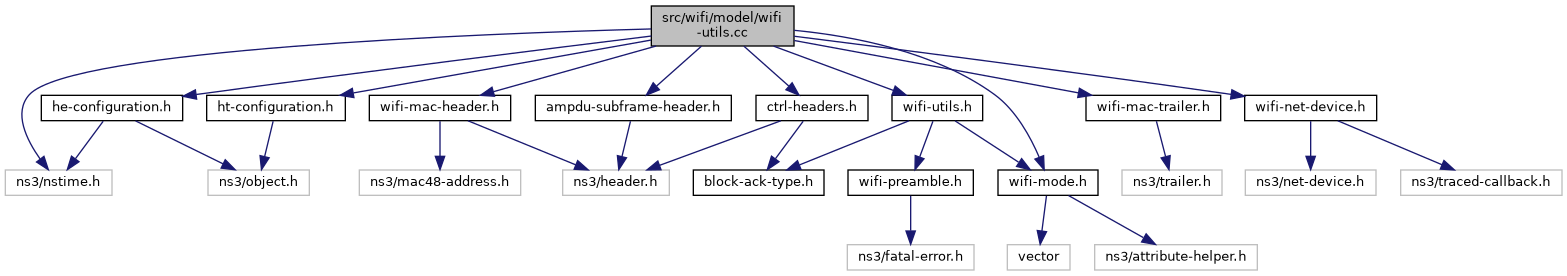 src/wifi/model/wifi
-utils.cc
he-configuration.h
ht-configuration.h
wifi-mac-header.h
ampdu-subframe-header.h
ctrl-headers.h
wifi-utils.h
wifi-mac-trailer.h
wifi-net-device.h
ns3/nstime.h
ns3/object.h
ns3/mac48-address.h
ns3/header.h
block-ack-type.h
wifi-preamble.h
wifi-mode.h
ns3/trailer.h
ns3/net-device.h
ns3/traced-callback.h
ns3/fatal-error.h
vector
ns3/attribute-helper.h